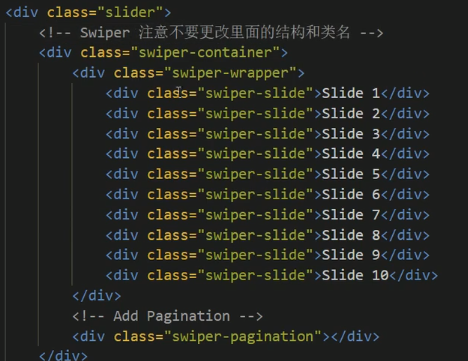 <div class="slider">
<!-- Swiper 注意不要更改里面的结构和类名 -->
<div class="swiper-container">
<div class="swiper-wrapper">
<div class="swiper-slide">Slide 1</div>
<div class="swiper-slide">Slide 2</div>
<div class="swiper-slide">Slide 3</div>
<div class="swiper-slide">Slide 4</div>
<div class="swiper-slide">Slide 5</div>
<div class="swiper-slide">Slide 6</div>
<div class="swiper-slide">Slide 7</div>
<div class="swiper-slide">Slide 8</div>
<div class="swiper-slide">Slide 9</div>
<div class="swiper-slide">Slide 10</div>
</div>
<!-- Add Pagination -->
<div class="swiper-pagination"></div>
</div>